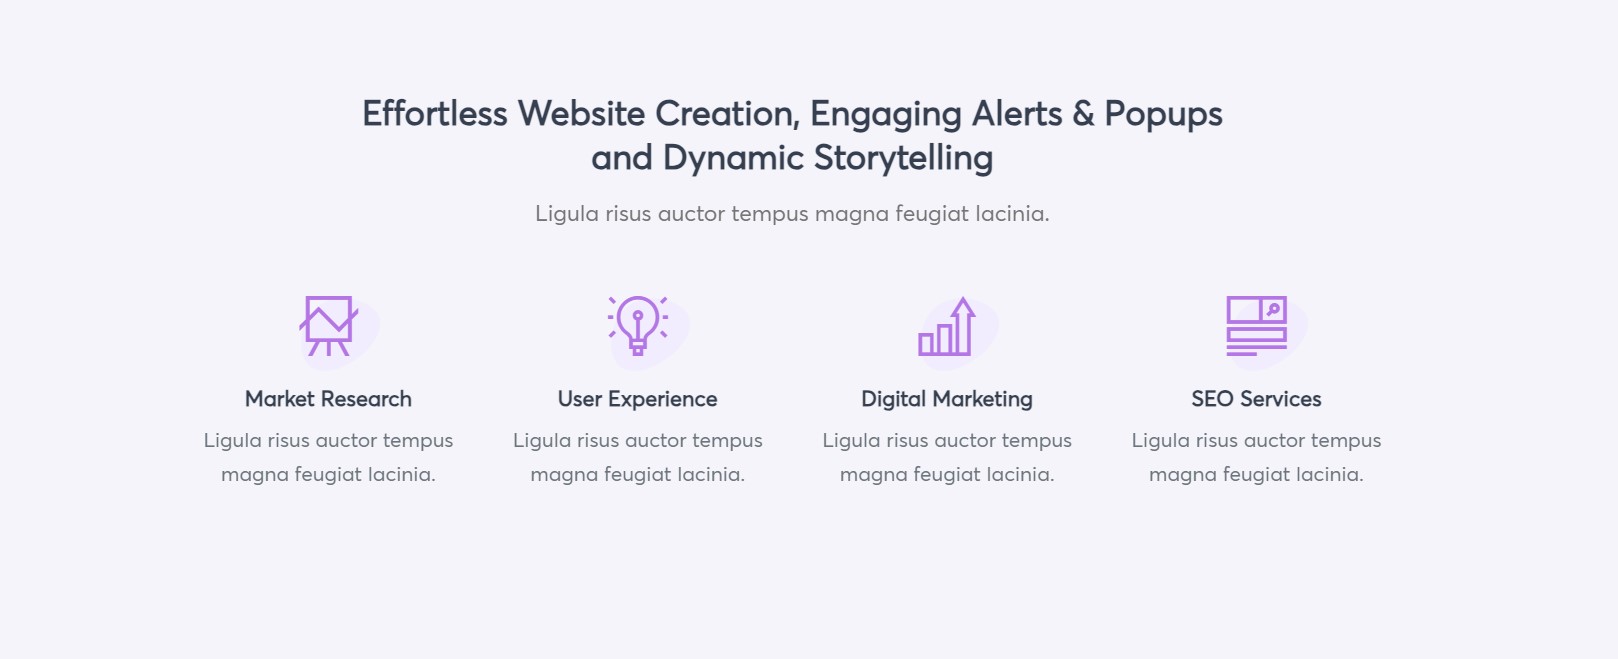 Effortless Website Creation, Engaging Alerts & Popups
and Dynamic Storytelling
Ligula risus auctor tempus magna feugiat lacinia.
Market Research
Ligula risus auctor tempus
magna feugiat lacinia.
User Experience
Ligula risus auctor tempus
magna feugiat lacinia.
Digital Marketing
Ligula risus auctor tempus
magna feugiat lacinia.
SEO Services
Ligula risus auctor tempus
magna feugiat lacinia.